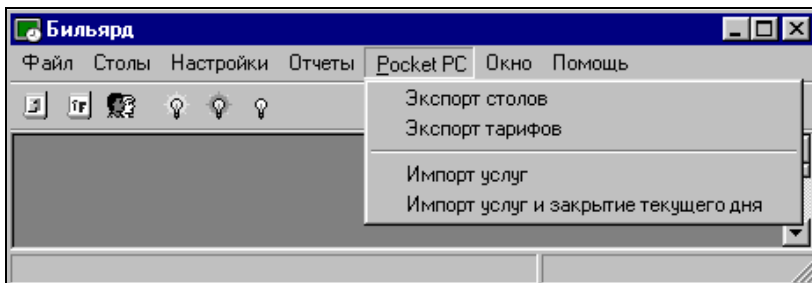 Бильярд
Файл Столы Настройки Отчеты Pocket PC Окно Помощь
Экспорт столов
Экспорт тарифов
Импорт услуг
Импорт услуг и закрытие текущего дня